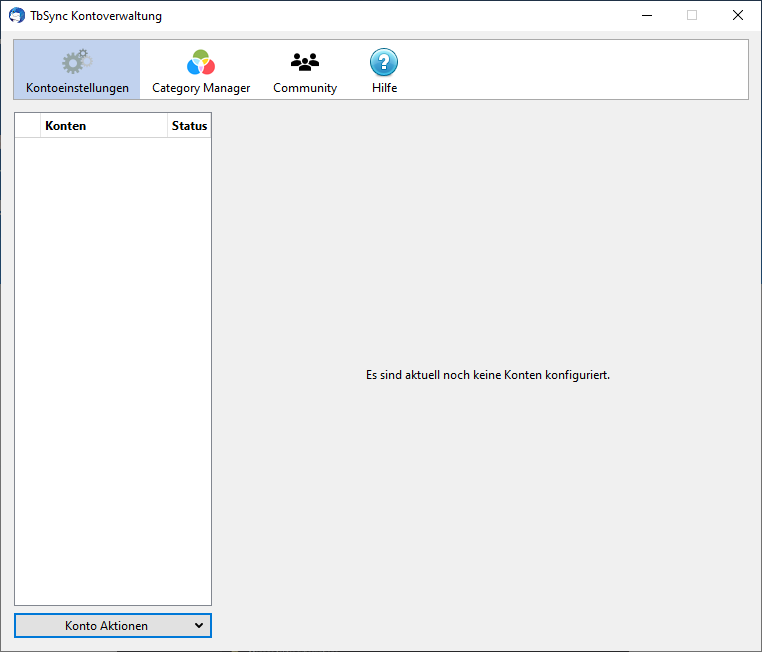 TbSync Kontoverwaltung
Kontoeinstellungen
Category Manager
Community
?
Hilfe
Konten
Status
Es sind aktuell noch keine Konten konfiguriert.
Konto Aktionen